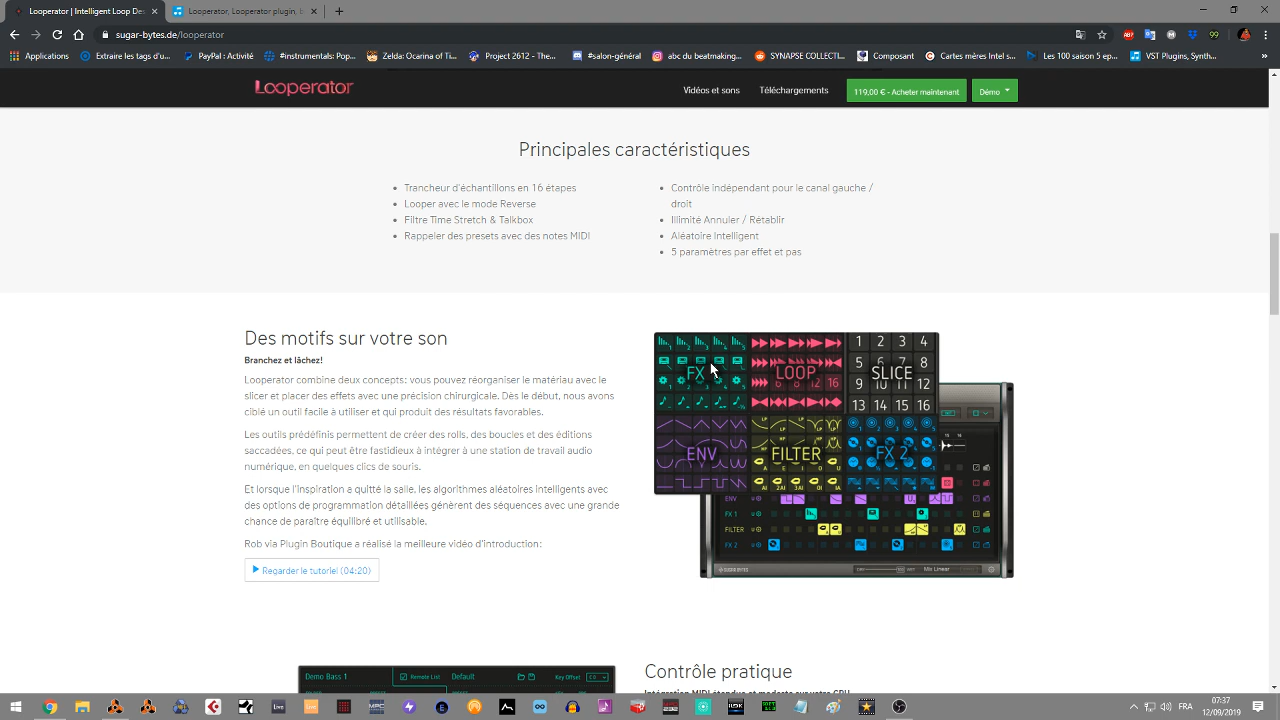 Looperator | Intelligent Loop De
Looperator, Looperator plugin, b
sugar-bytes.de/looperator
Applications
Extraire les tags d'i...
PayPal : Activité
#instrumentals | Pop...
Zelda: Ocarina of Ti...
Project 2612 - The...
#salon-général
abc du beatmaking...
SYNAPSE COLLECTI...
Composant
Cartes mères Intel s...
Les 100 saison 5 ep...
VST Plugins, Synth...
Looperator
Vidéos et sons
Téléchargements
119,00 € - Acheter maintenant
Démo
Principales caractéristiques
Trancheur d'échantillons en 16 étapes
Looper avec le mode Reverse
Filtre Time Stretch & Talkbox
Rappeler des presets avec des notes MIDI
Contrôle indépendant pour le canal gauche /
droit
Illimité Annuler / Rétablir
Aléatoire Intelligent
5 paramètres par effet et pas
Des motifs sur votre son
Branchez et lâchez!
Looperator combine deux concepts: vous pouvez réorganiser le matériau avec le
slicer et placer des effets avec une précision chirurgicale. Dès le début, nous avons
ciblé un outil facile à utiliser et qui produit des résultats favorables.
Les outils prédéfinis permettent de créer des rolls, des boucles et des éditions
saccadées, ce qui peut être fastidieux à intégrer à une station de travail audio
numérique, en quelques clics de souris.
Et lorsque l'inspiration a quitté la salle, les algorithmes aléatoires intelligents avec
des options de programmation détaillées génèrent des séquences avec une grande
chance de paraître équilibré et utilisable.
Roir via Plugin Boutique a réalisé la meilleure vidéo d'introduction:
Regarder le tutoriel (04:20)
FX
LOOP
SLICE
1 2 3 4
5 6 7 8
9 10 11 12
13 14 15 16
ENV
FILTER
FX 2
ENV
FX 1
FILTER
FX 2
SUGAR BYTES
Mix Linear
Contrôle pratique
Demo Bass 1
Remote List
Default
Key Offset
07:37
FRA
12/09/2019